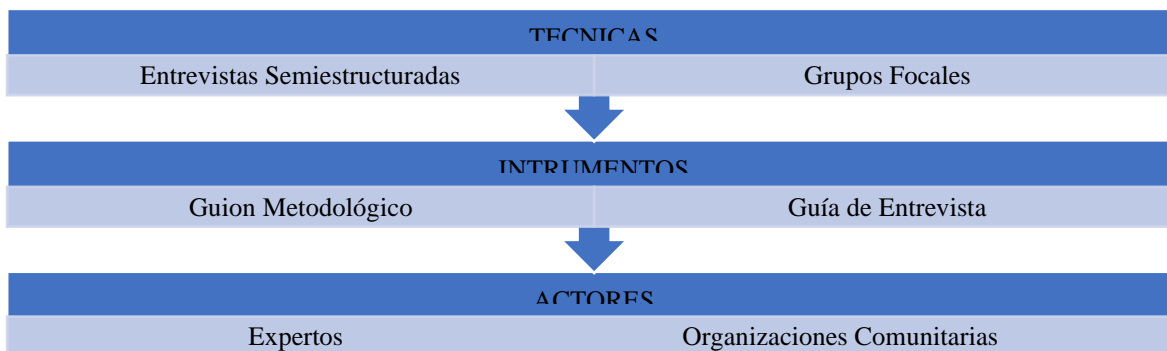 TECNICAS
Entrevistas Semiestructuradas Grupos Focales
INTRUMENTOS
Guion Metodológico Guía de Entrevista
ACTORES
Expertos Organizaciones Comunitarias